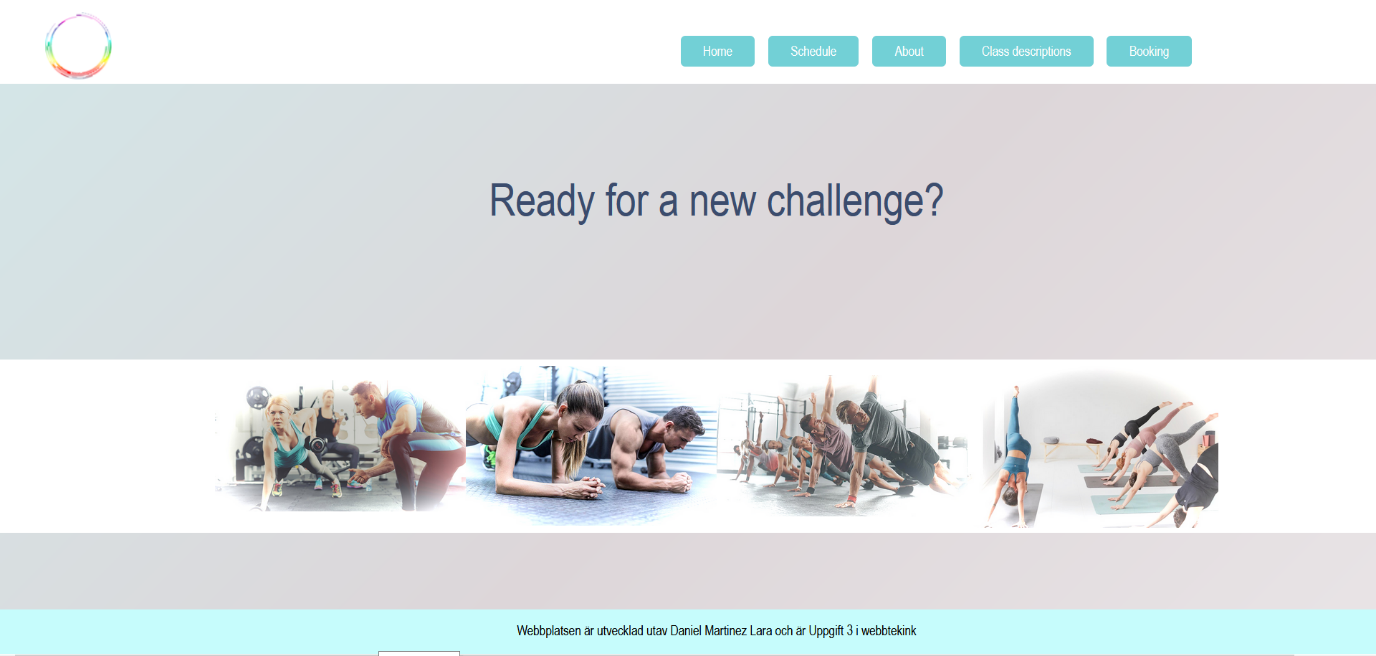 Home
Schedule
About
Class descriptions
Booking
Ready for a new challenge?
Webbplatsen är utvecklad utav Daniel Martinez Lara och är Uppgift 3 i webbtekink